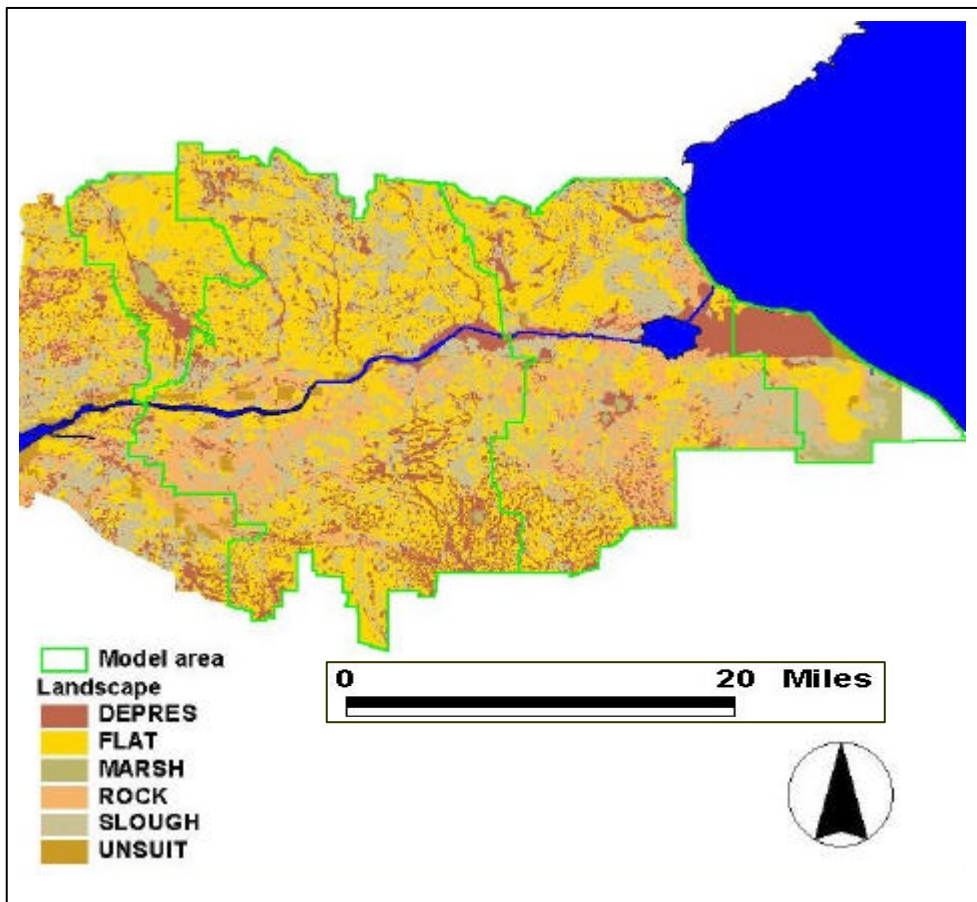 Model area
Landscape
DEPRES
FLAT
MARSH
ROCK
SLOUGH
UNSUIT
0 20 Miles